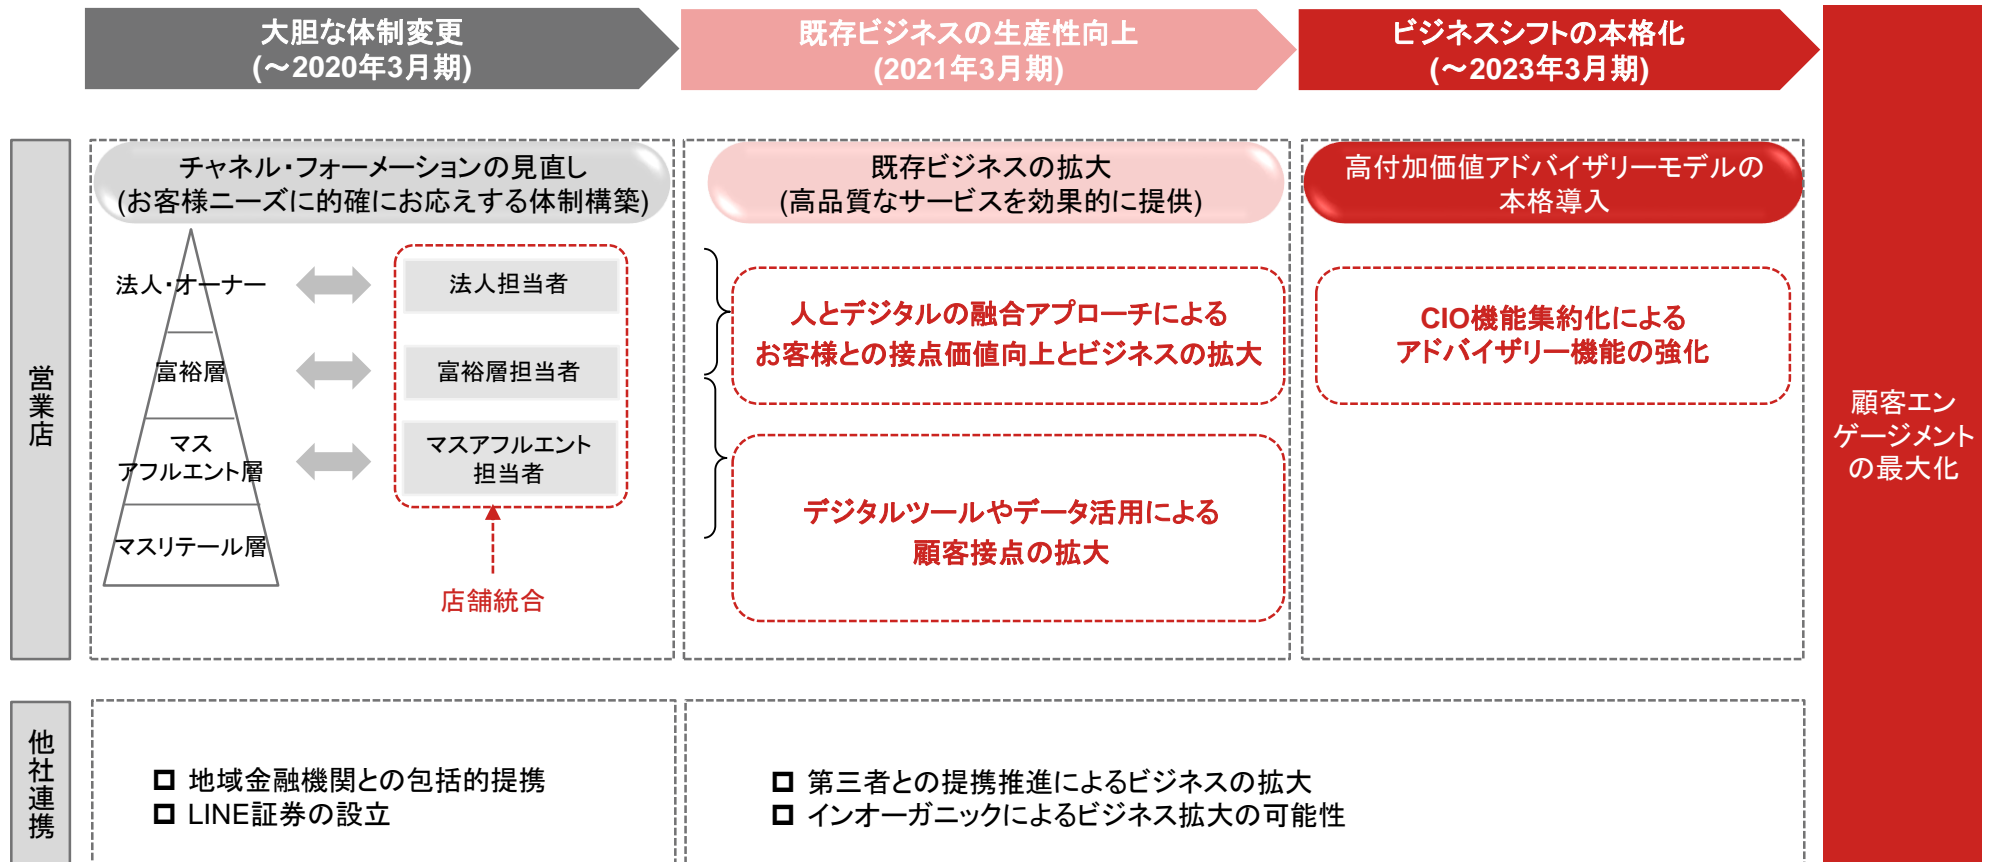 大胆な体制変更
(～2020年3月期)
既存ビジネスの生産性向上
(2021年3月期)
ビジネスシフトの本格化
(～2023年3月期)
営業店
チャネル・フォーメーションの見直し
(お客様ニーズに的確にお応えする体制構築)
法人・オーナー
富裕層
マス
アフルエント層
マスリテール層
法人担当者
富裕層担当者
マスアフルエント
担当者
店舗統合
既存ビジネスの拡大
(高品質なサービスを効果的に提供)
人とデジタルの融合アプローチによる
お客様との接点価値向上とビジネスの拡大
デジタルツールやデータ活用による
顧客接点の拡大
高付加価値アドバイザリーモデルの
本格導入
CIO機能集約化による
アドバイザリー機能の強化
顧客エン
ゲージメント
の最大化
他社連携
地域金融機関との包括的提携
LINE証券の設立
第三者との提携推進によるビジネスの拡大
インオーガニックによるビジネス拡大の可能性